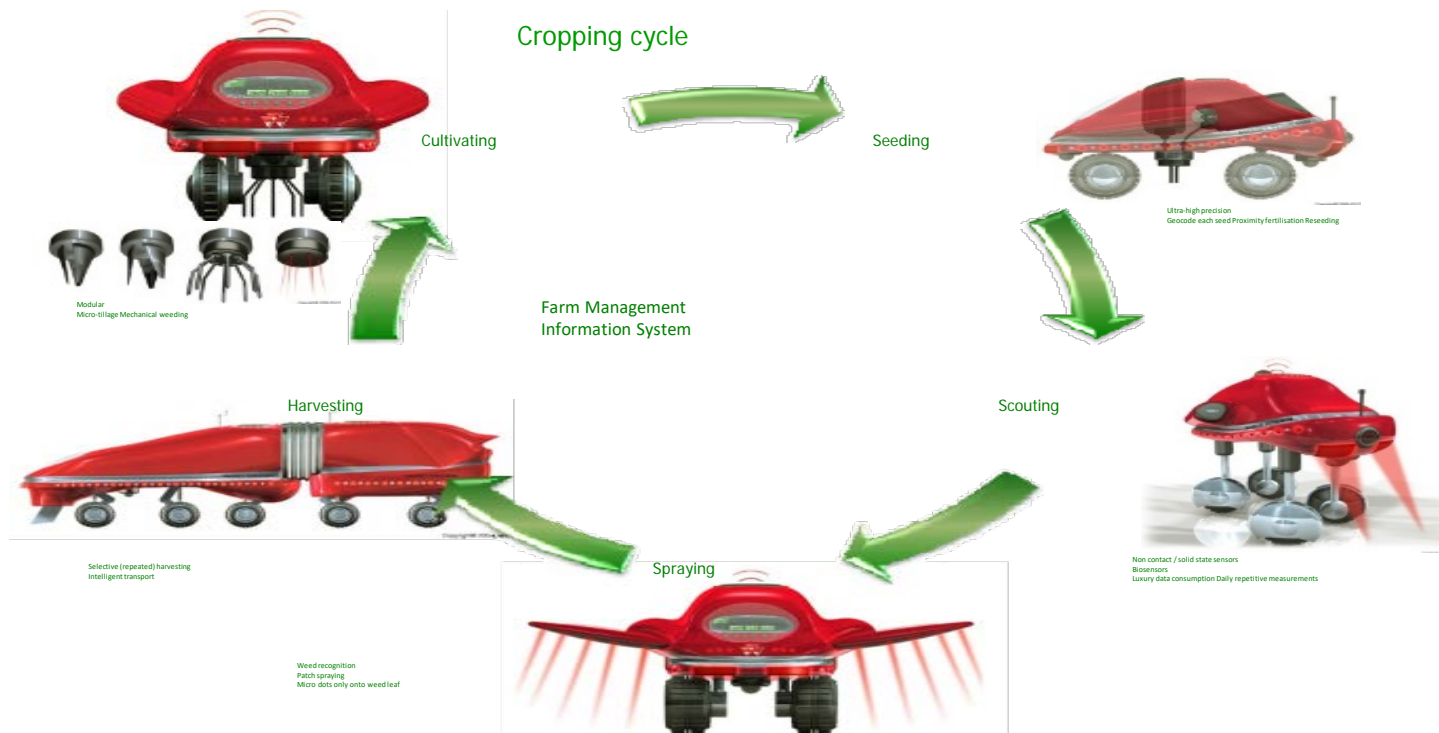 Cropping cycle
Cultivating
Seeding
Ultra-high precision
Geocode each seed Proximity fertilisation Reseeding
Modular
Micro-tillage Mechanical weeding
Farm Management
Information System
Harvesting
Scouting
Non contact / solid state sensors
Biosensors
Luxury data consumption Daily repetitive measurements
Selective (repeated) harvesting
Intelligent transport
Spraying
Weed recognition
Patch spraying
Micro dots only onto weed leaf